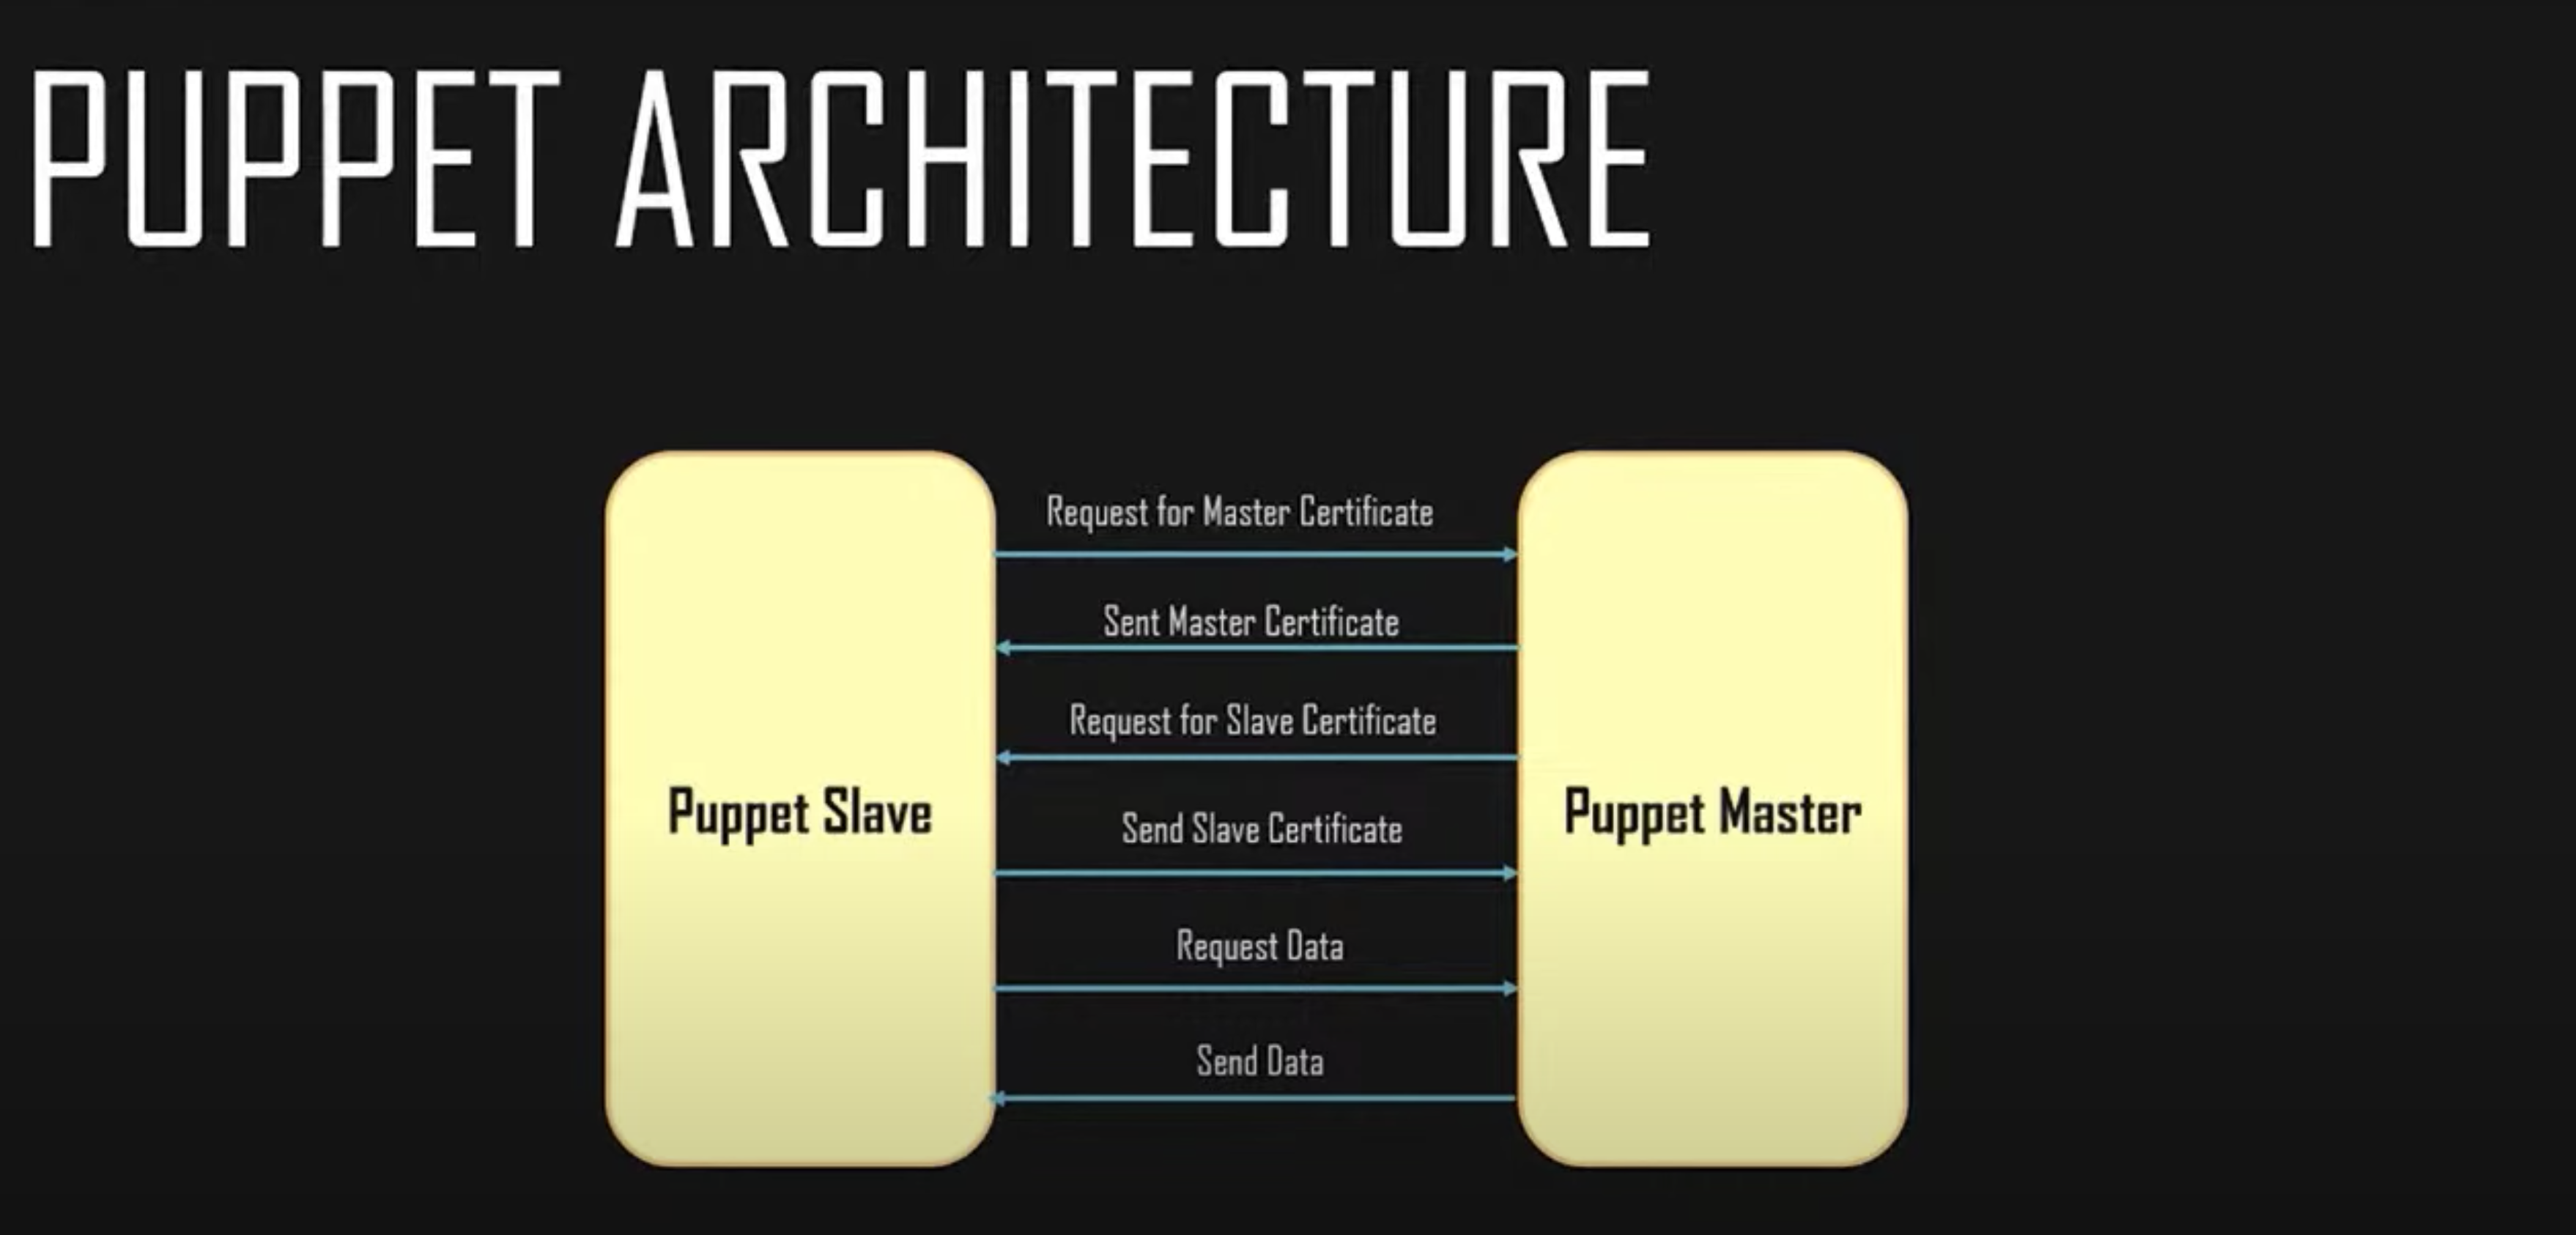 PUPPET ARCHITECTURE
Request for Master Certificate
Sent Master Certificate
Request for Slave Certificate
Puppet Slave
Puppet Master
Send Slave Certificate
Request Data
Send Data